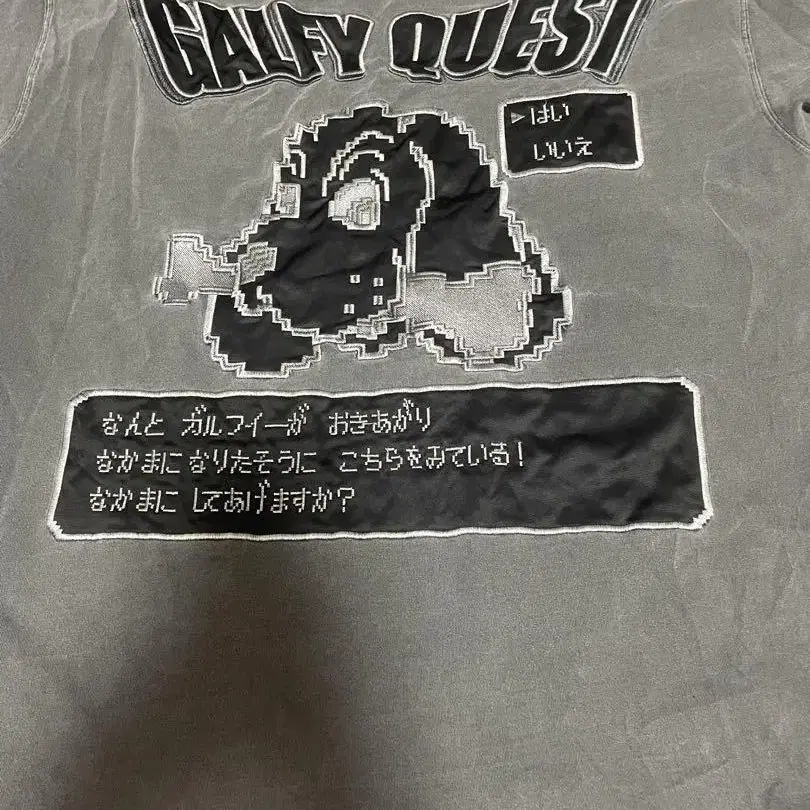 GALFY QUEST
▶はい
いいえ
なんと ガルフィーが おきあがり
なかまになりたそうに こちらをみている!
なかまに してあげますか?